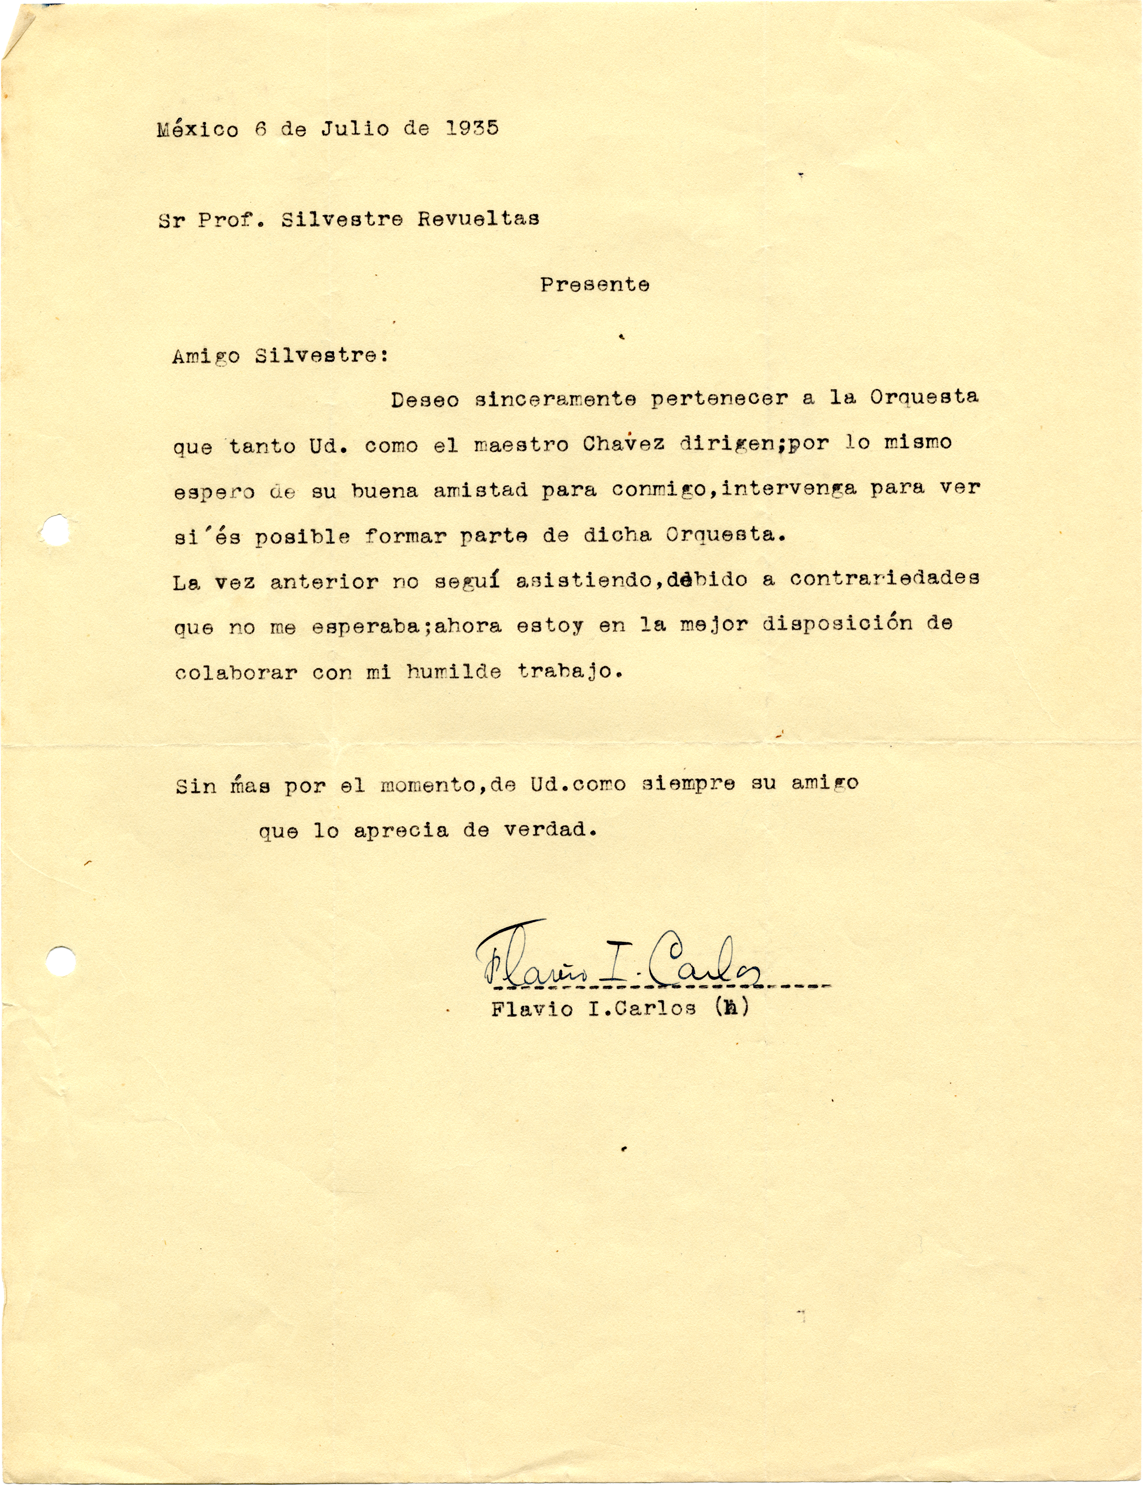 México 6 de Julio de 1935
Sr Prof. Silvestre Revueltas
Presente
Amigo Silvestre:
Deseo sinceramente pertenecer a la Orquesta
que tanto Ud. como el maestro Chavez dirigen;por lo mismo
espero de su buena amistad para conmigo,intervenga para ver
si ́és posible formar parte de dicha Orquesta.
La vez anterior no seguí asistiendo,debido a contrariedades
que no me esperaba;ahora estoy en la mejor disposición de
colaborar con mi humilde trabajo.
Sin ḿas por el momento,de Ud.como siempre su amigo
que lo aprecia de verdad.
Flavio I. Carlos
Flavio I.Carlos (h)